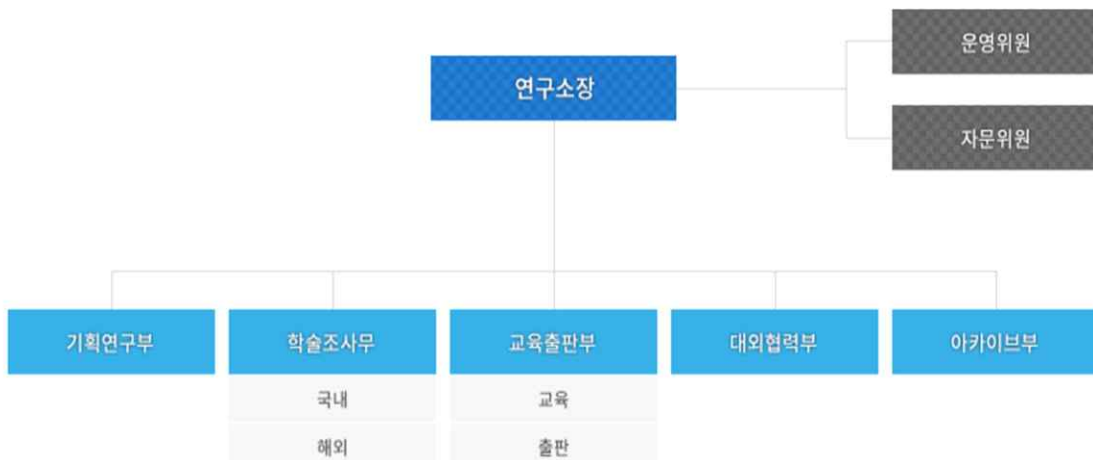 운영위원
연구소장
자문위원
기획연구부
학술조사무
교육출판부
대외협력부
아카이브부
국내
교육
해외
출판